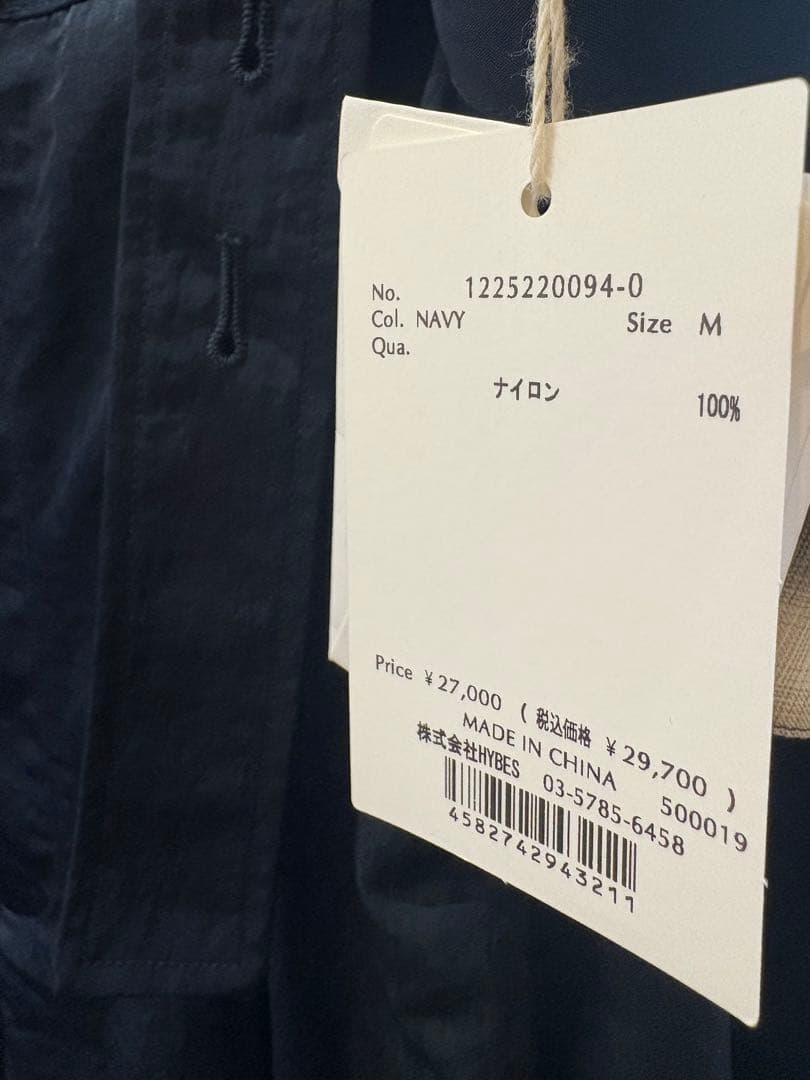 No. 1225220094-0
Col. NAVY Size M
Qua.
ナイロン 100%
Price ¥27,000 ( 税込価格 ¥29,700 )
MADE IN CHINA 500019
株式会社HYBES 03-5785-6458
4582742943211